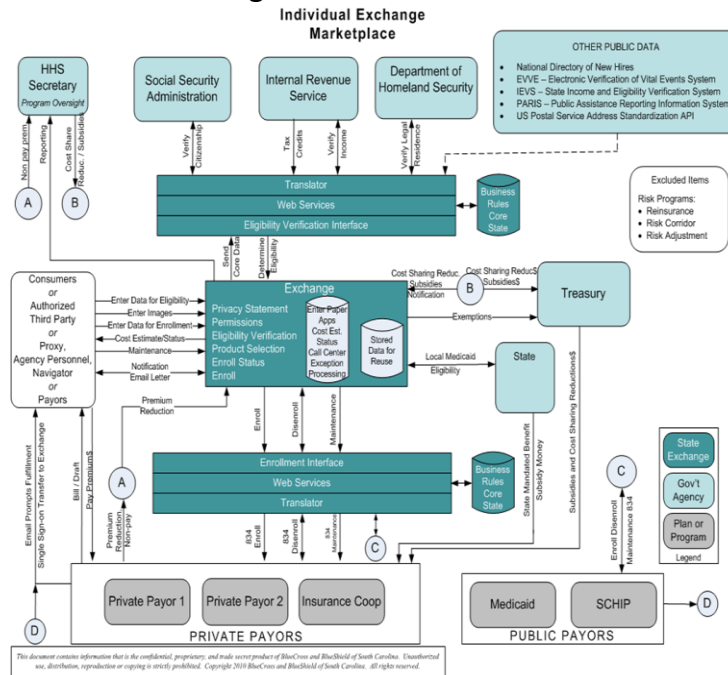 Individual Exchange
Marketplace
HHS
Secretary
Program Oversight
Social Security
Administration
Internal Revenue
Service
Department of
Homeland Security
OTHER PUBLIC DATA
• National Directory of New Hires
• EVVE – Electronic Verification of Vital Events System
• IEVS – State Income and Eligibility Verification System
• PARIS – Public Assistance Reporting Information System
• US Postal Service Address Standardization API
Non pay prem
Reporting
Cost Share
Reduc. / Subsidies
A
B
Verify
Citizenship
Tax
Credits
Verify
Income
Verify Legal
Residence
Translator
Web Services
Eligibility Verification Interface
Business
Rules
Core
State
Excluded Items
Risk Programs:
• Reinsurance
• Risk Corridor
• Risk Adjustment
Send
Core Data
Determine
Eligibility
Consumers
or
Authorized
Third Party
or
Proxy,
Agency Personnel,
Navigator
or
Payors
Enter Data for Eligibility
Enter Images
Enter Data for Enrollment
Cost Estimate/Status
Maintenance
Notification
Email Letter
Exchange
Privacy Statement
Permissions
Eligibility Verification
Product Selection
Enroll Status
Enroll
Enter Paper
Apps
Cost Est.
Status
Call Center
Exception
Processing
Stored
Data for
Reuse
Cost Sharing Reduc.
Subsidies
Notification
B
Cost Sharing Reduc$
Subsidies$
Exemptions
Treasury
Local Medicaid
Eligibility
State
Premium
Reduction
A
Enroll
Disenroll
Maintenance
Enrollment Interface
Web Services
Translator
Business
Rules
Core
State
Email Prompts Fulfillment
Single Sign-on Transfer to Exchange
Bill / Draft
Pay Premium$
Premium
Reduction
Non-pay
834
Enroll
834
Disenroll
834
Maintenance
C
State Mandated Benefit
Subsidy Money
Subsidies and Cost Sharing Reductions$
C
Enroll Disenroll
Maintenance 834
State
Exchange
Gov't
Agency
Plan or
Program
Legend
D
Private Payor 1
Private Payor 2
Insurance Coop
PRIVATE PAYORS
Medicaid
SCHIP
PUBLIC PAYORS
D
This document contains information that is the confidential, proprietary, and trade secret product of BlueCross and BlueShield of South Carolina. Unauthorized
use, distribution, reproduction or copying is strictly prohibited. Copyright 2010 BlueCross and BlueShield of South Carolina. All rights reserved.